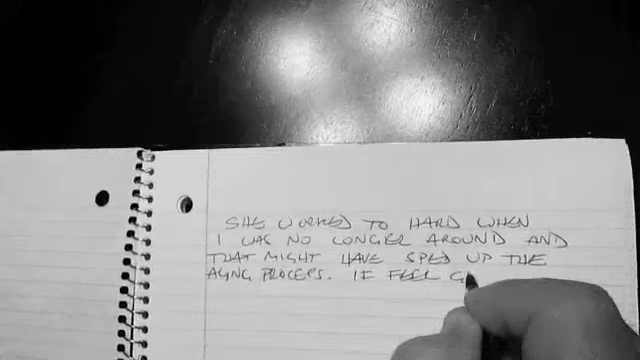 SHE WORKED TO HARD WHEN
I WAS NO LONGER AROUND AND
THAT MIGHT HAVE SPED UP THE
AGING PROCESS. IF FEEL G